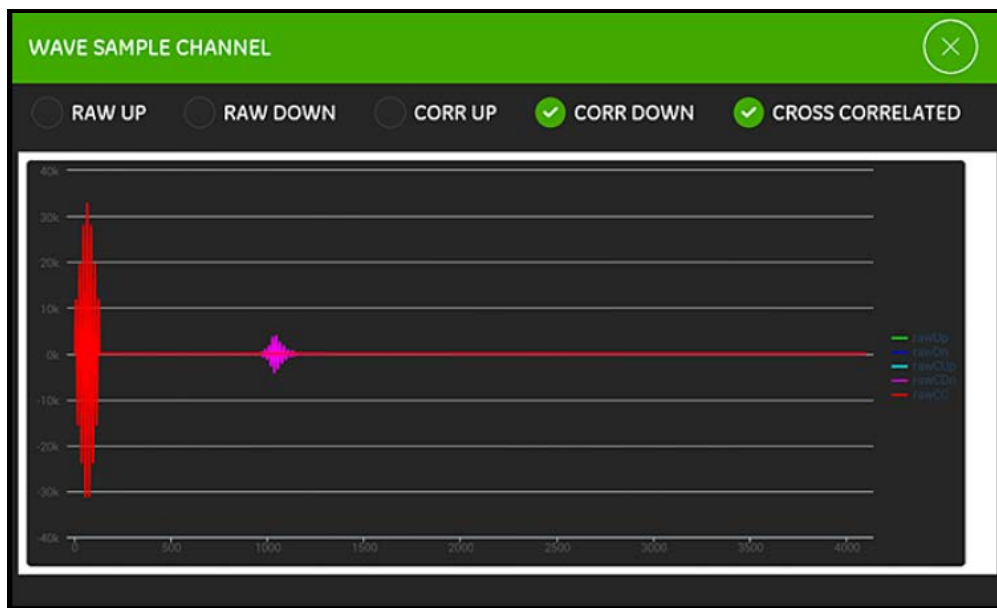 WAVE SAMPLE CHANNEL
RAW UP RAW DOWN CORR UP CORR DOWN CROSS CORRELATED
40k
30k
20k
10k
0k
-10k
-20k
-30k
-40k
0 500 1000 1500 2000 2500 3000 3500 4000
rawUp
rawDn
rawCUp
rawCDn
rawCC